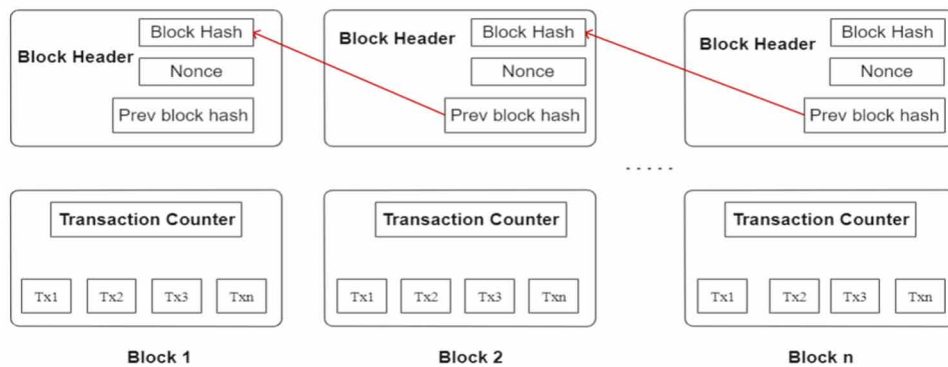 Block Header
Block Hash
Nonce
Prev block hash
Block Header
Block Hash
Nonce
Prev block hash
Block Header
Block Hash
Nonce
Prev block hash
.....
Transaction Counter
Tx1 Tx2 Tx3 Txn
Transaction Counter
Tx1 Tx2 Tx3 Txn
Transaction Counter
Tx1 Tx2 Tx3 Txn
Block 1
Block 2
Block n